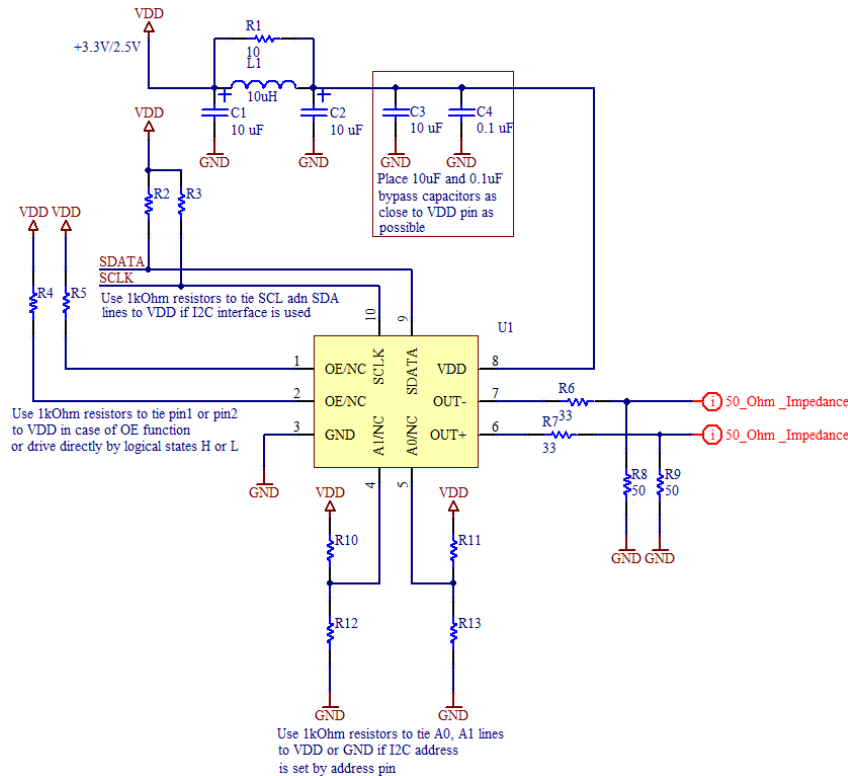 VDD
+3.3V/2.5V
R1
10
L1
10uH
C1
10 uF
GND
C2
10 uF
GND
C3
10 uF
GND
C4
0.1 uF
GND
Place 10uF and 0.1uF
bypass capacitors as
close to VDD pin as
possible
VDD
R2
R3
VDD
VDD
R4
R5
SDATA
SCLK
Use 1kOhm resistors to tie SCL adn SDA
lines to VDD if I2C interface is used
10
9
U1
1
OE/NC
SCLK
SDATA
VDD
8
2
OE/NC
OUT-
7
3
GND
A1/NC
A0/NC
OUT+
6
4
5
Use 1kOhm resistors to tie pin1 or pin2
to VDD in case of OE function
or drive directly by logical states H or L
GND
R6
33
i
50_Ohm _Impedance
R7
33
i
50_Ohm _Impedance
R8
50
R9
50
GND
GND
VDD
R10
R12
GND
VDD
R11
R13
GND
Use 1kOhm resistors to tie A0, A1 lines
to VDD or GND if I2C address
is set by address pin